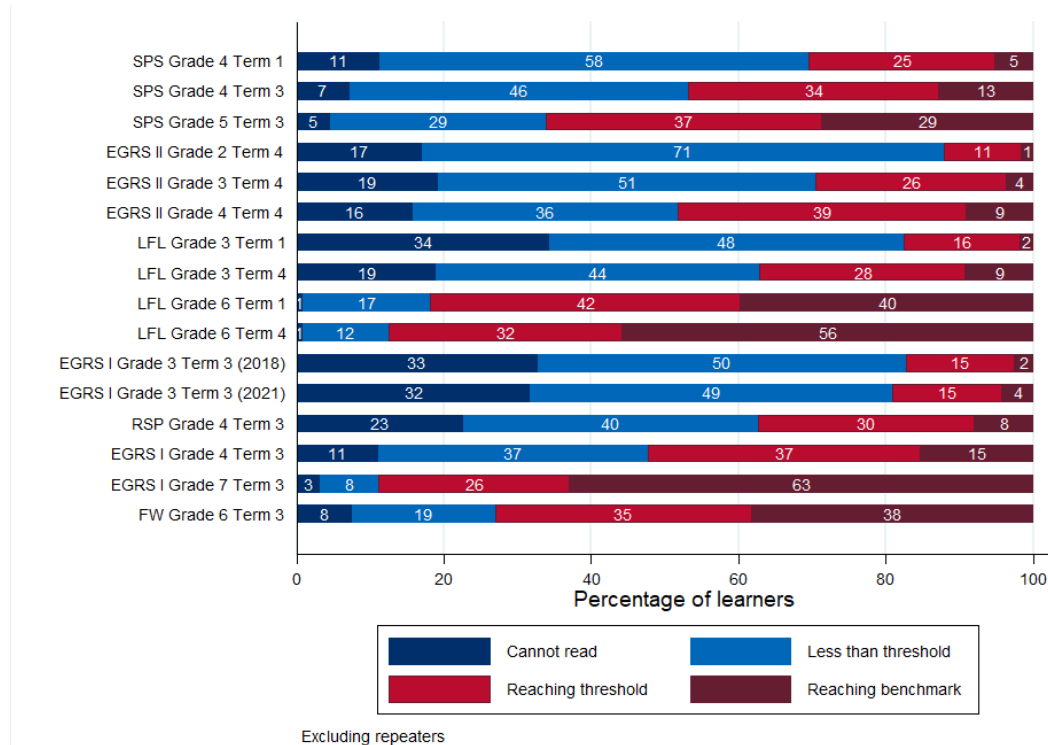 SPS Grade 4 Term 1 11 58 25 5
SPS Grade 4 Term 3 7 46 34 13
SPS Grade 5 Term 3 5 29 37 29
EGRS II Grade 2 Term 4 17 71 11 1
EGRS II Grade 3 Term 4 19 51 26 4
EGRS II Grade 4 Term 4 16 36 39 9
LFL Grade 3 Term 1 34 48 16 2
LFL Grade 3 Term 4 19 44 28 9
LFL Grade 6 Term 1 1 17 42 40
LFL Grade 6 Term 4 1 12 32 56
EGRS I Grade 3 Term 3 (2018) 33 50 15 2
EGRS I Grade 3 Term 3 (2021) 32 49 15 4
RSP Grade 4 Term 3 23 40 30 8
EGRS I Grade 4 Term 3 11 37 37 15
EGRS I Grade 7 Term 3 3 8 26 63
FW Grade 6 Term 3 8 19 35 38
0 20 40 60 80 100
Percentage of learners
Cannot read Less than threshold
Reaching threshold Reaching benchmark
Excluding repeaters